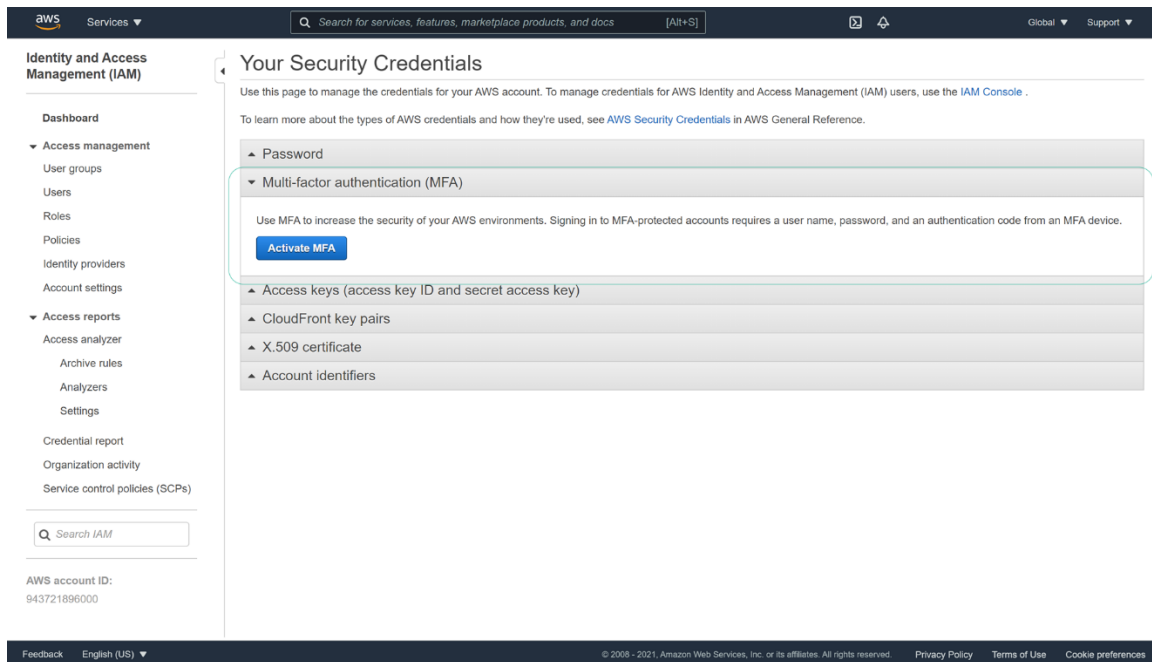 aws
Services
Search for services, features, marketplace products, and docs [Alt+S]
Global
Support
Identity and Access
Management (IAM)
Dashboard
Access management
User groups
Users
Roles
Policies
Identity providers
Account settings
Access reports
Access analyzer
Archive rules
Analyzers
Settings
Credential report
Organization activity
Service control policies (SCPs)
Search IAM
AWS account ID:
943721896000
Your Security Credentials
Use this page to manage the credentials for your AWS account. To manage credentials for AWS Identity and Access Management (IAM) users, use the IAM Console .
To learn more about the types of AWS credentials and how they're used, see AWS Security Credentials in AWS General Reference.
Password
Multi-factor authentication (MFA)
Use MFA to increase the security of your AWS environments. Signing in to MFA-protected accounts requires a user name, password, and an authentication code from an MFA device.
Activate MFA
Access keys (access key ID and secret access key)
CloudFront key pairs
X.509 certificate
Account identifiers
Feedback
English (US)
© 2008 - 2021, Amazon Web Services, Inc. or its affiliates. All rights reserved.
Privacy Policy
Terms of Use
Cookie preferences